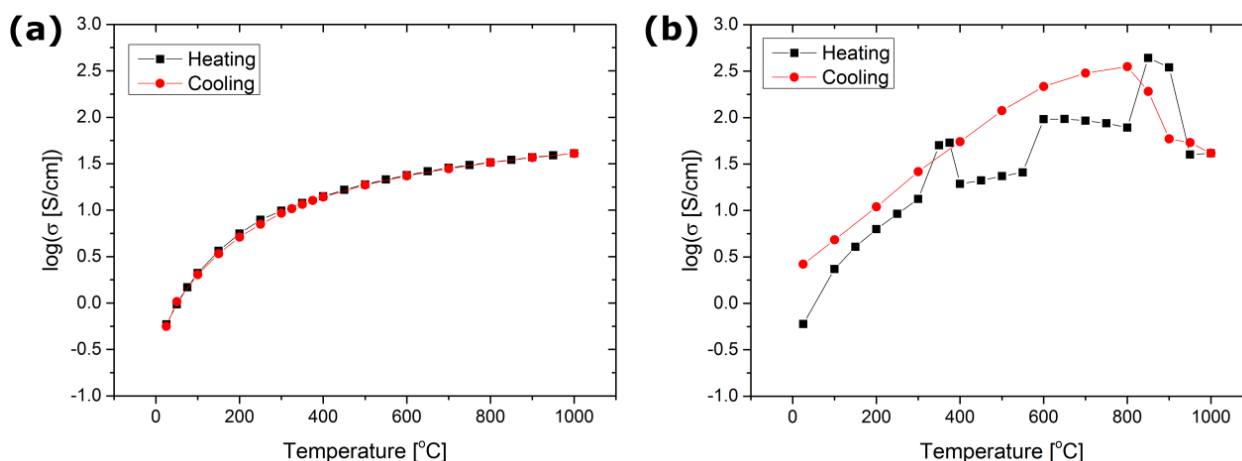 (a)
3.0
2.5
2.0
1.5
1.0
0.5
0.0
-0.5
-1.0
log(σ [S/cm])
Heating
Cooling
0 200 400 600 800 1000
Temperature [°C]
(b)
3.0
2.5
2.0
1.5
1.0
0.5
0.0
-0.5
-1.0
log(σ [S/cm])
Heating
Cooling
0 200 400 600 800 1000
Temperature [°C]